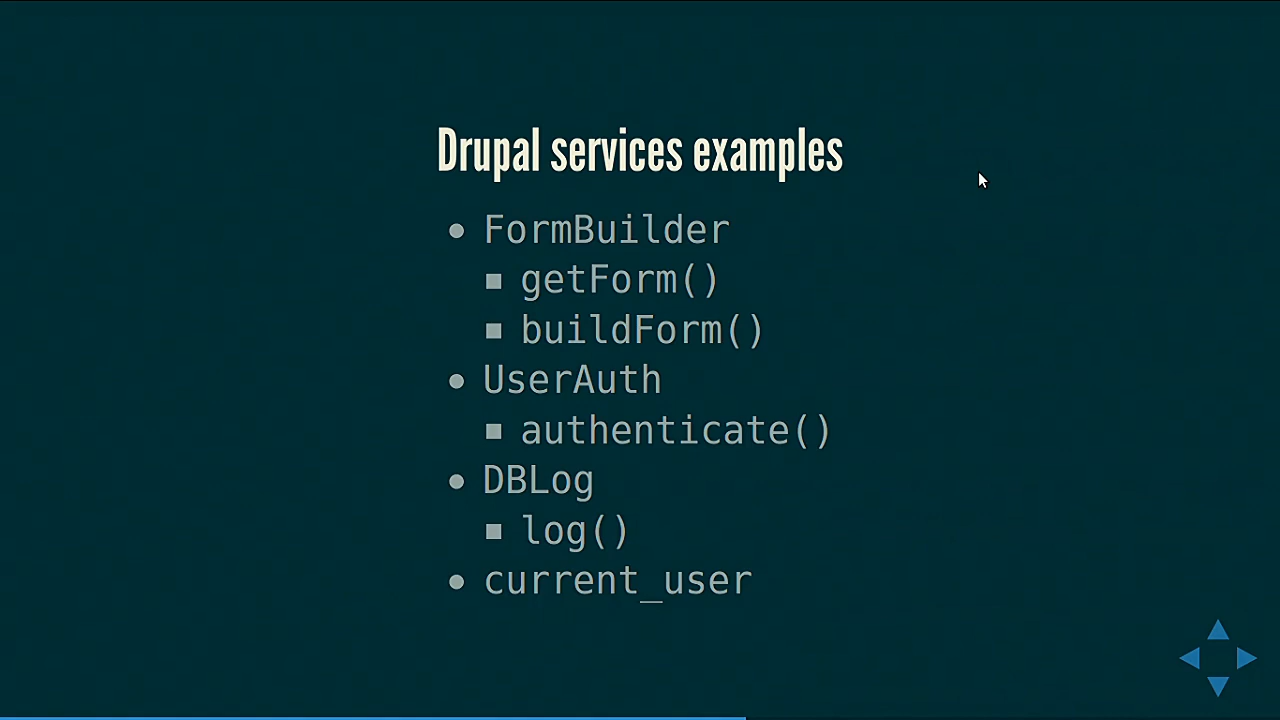 Drupal services examples
FormBuilder
getForm()
buildForm()
UserAuth
authenticate()
DBLog
log()
current_user